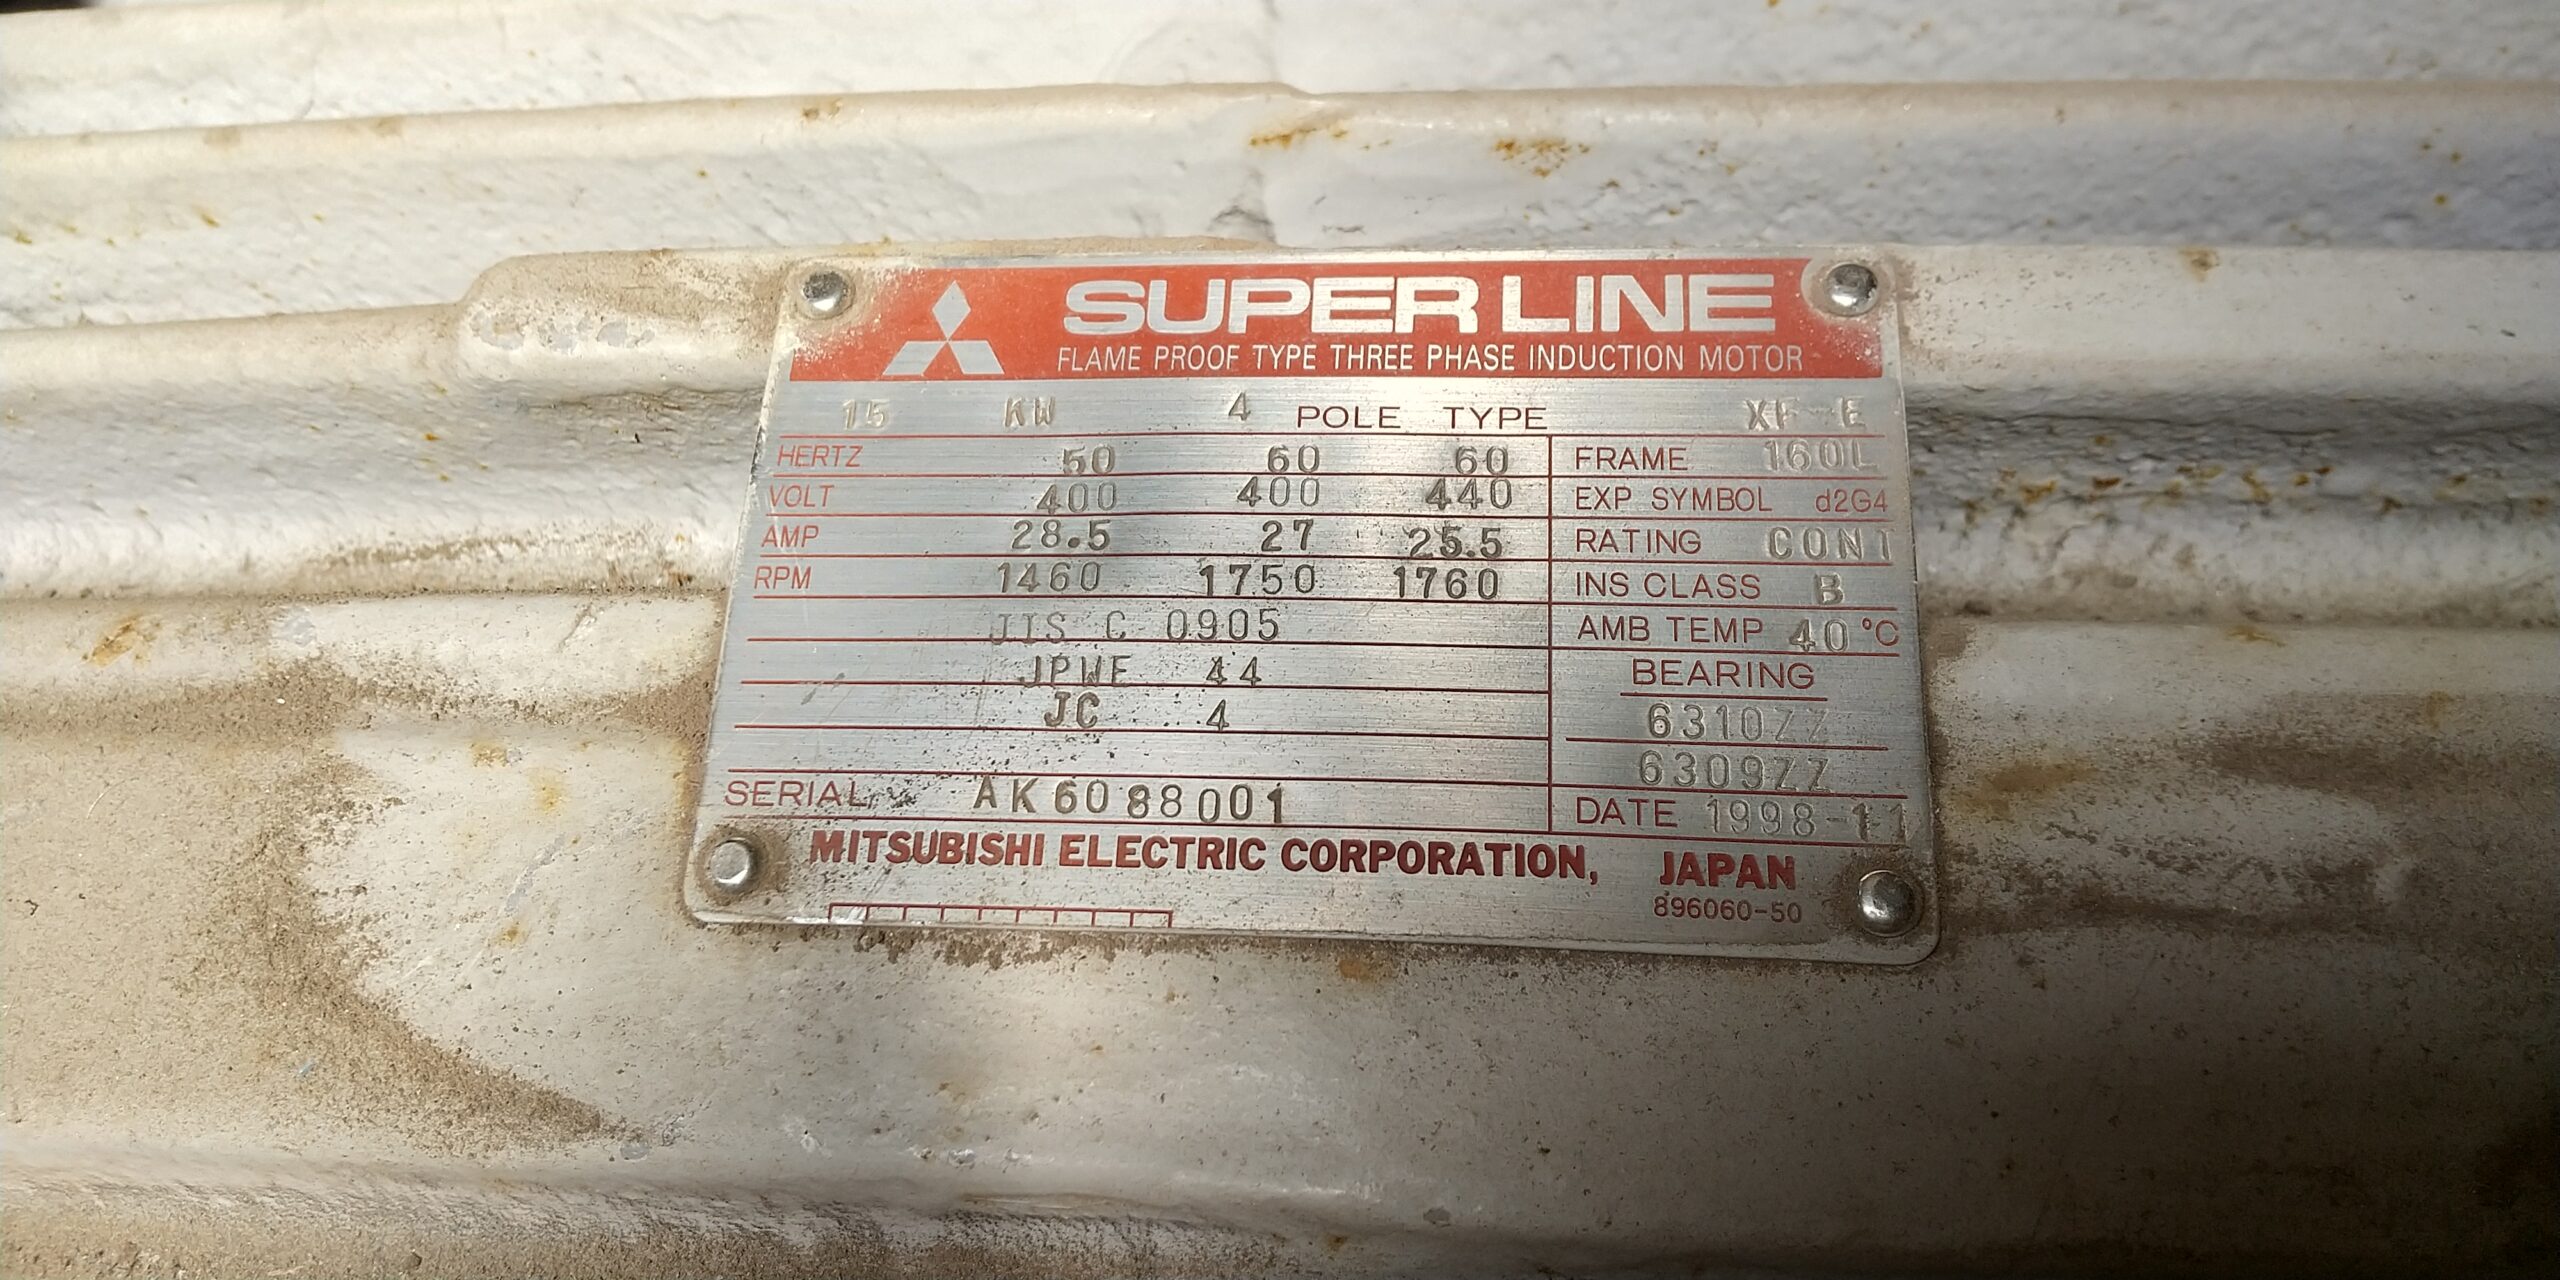 SUPER LINE
FLAME PROOF TYPE THREE PHASE INDUCTION MOTOR
15 KW 4 POLE TYPE XF-E
HERTZ 50 60 60 FRAME 160L
VOLT 400 400 440 EXP SYMBOL d2G4
AMP 28.5 27 25.5 RATING CONT
RPM 1460 1750 1760 INS CLASS B
JIS C 0905 AMB TEMP 40 °C
JPWF 44 BEARING
JC 4 6310ZZ
6309ZZ
SERIAL AK6088001 DATE 1998-11
MITSUBISHI ELECTRIC CORPORATION, JAPAN
896060-50